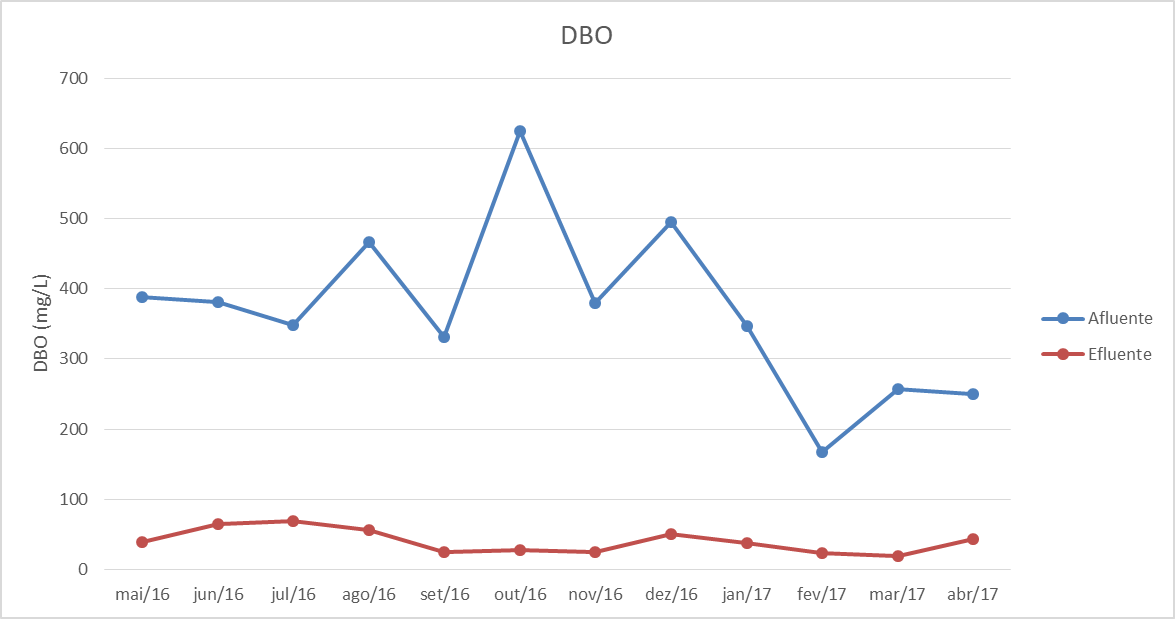 DBO
700
600
500
400
300
200
100
0
DBO (mg/L)
mai/16 jun/16 jul/16 ago/16 set/16 out/16 nov/16 dez/16 jan/17 fev/17 mar/17 abr/17
Afluente
Efluente